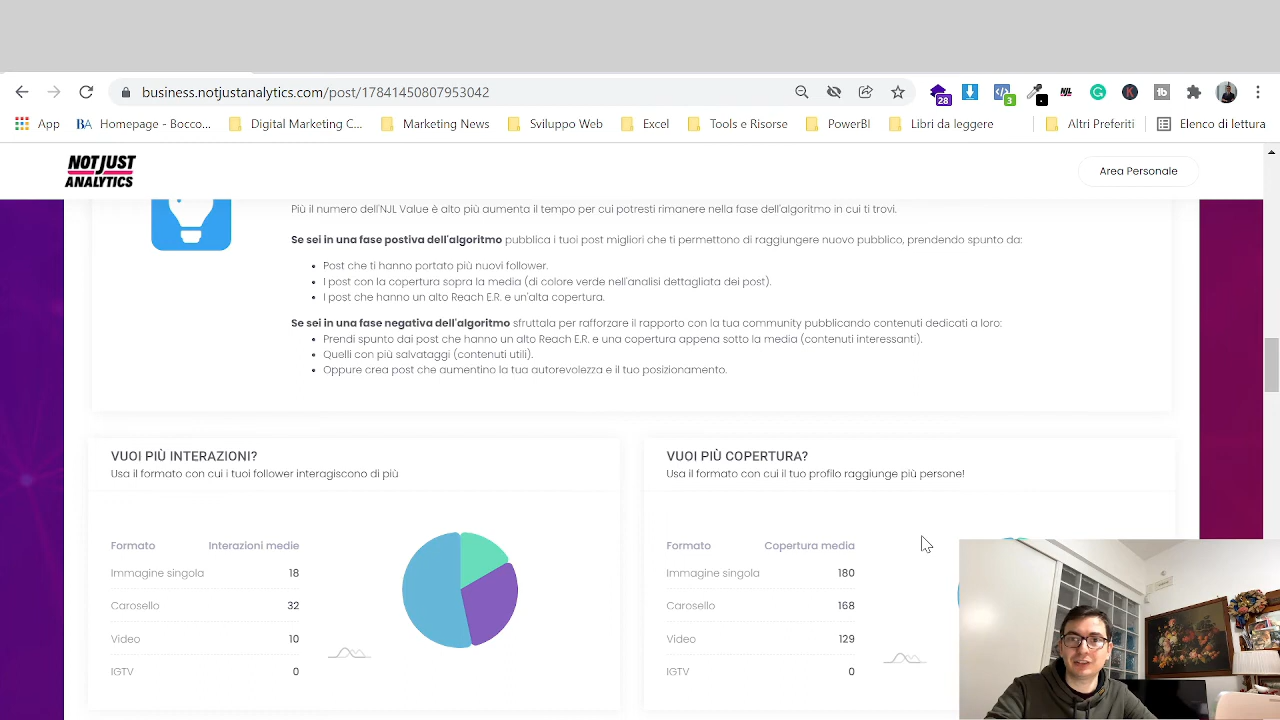 business.notjustanalytics.com/post/17841450807953042
28
3
NJL
K
tb
App
BA Homepage - Bocco...
Digital Marketing C...
Marketing News
Sviluppo Web
Excel
Tools e Risorse
PowerBI
Libri da leggere
Altri Preferiti
Elenco di lettura
NOT JUST
ANALYTICS
Area Personale
Più il numero dell'NJL Value è alto più aumenta il tempo per cui potresti rimanere nella fase dell'algoritmo in cui ti trovi.
Se sei in una fase postiva dell'algoritmo pubblica i tuoi post migliori che ti permettono di raggiungere nuovo pubblico, prendendo spunto da:
• Post che ti hanno portato più nuovi follower.
• I post con la copertura sopra la media (di colore verde nell'analisi dettagliata dei post).
• I post che hanno un alto Reach E.R. e un'alta copertura.
Se sei in una fase negativa dell'algoritmo sfruttala per rafforzare il rapporto con la tua community pubblicando contenuti dedicati a loro:
• Prendi spunto dai post che hanno un alto Reach E.R. e una copertura appena sotto la media (contenuti interessanti).
• Quelli con più salvataggi (contenuti utili).
• Oppure crea post che aumentino la tua autorevolezza e il tuo posizionamento.
VUOI PIÙ INTERAZIONI?
Usa il formato con cui i tuoi follower interagiscono di più
Formato Interazioni medie
Immagine singola 18
Carosello 32
Video 10
IGTV 0
VUOI PIÙ COPERTURA?
Usa il formato con cui il tuo profilo raggiunge più persone!
Formato Copertura media
Immagine singola 180
Carosello 168
Video 129
IGTV 0